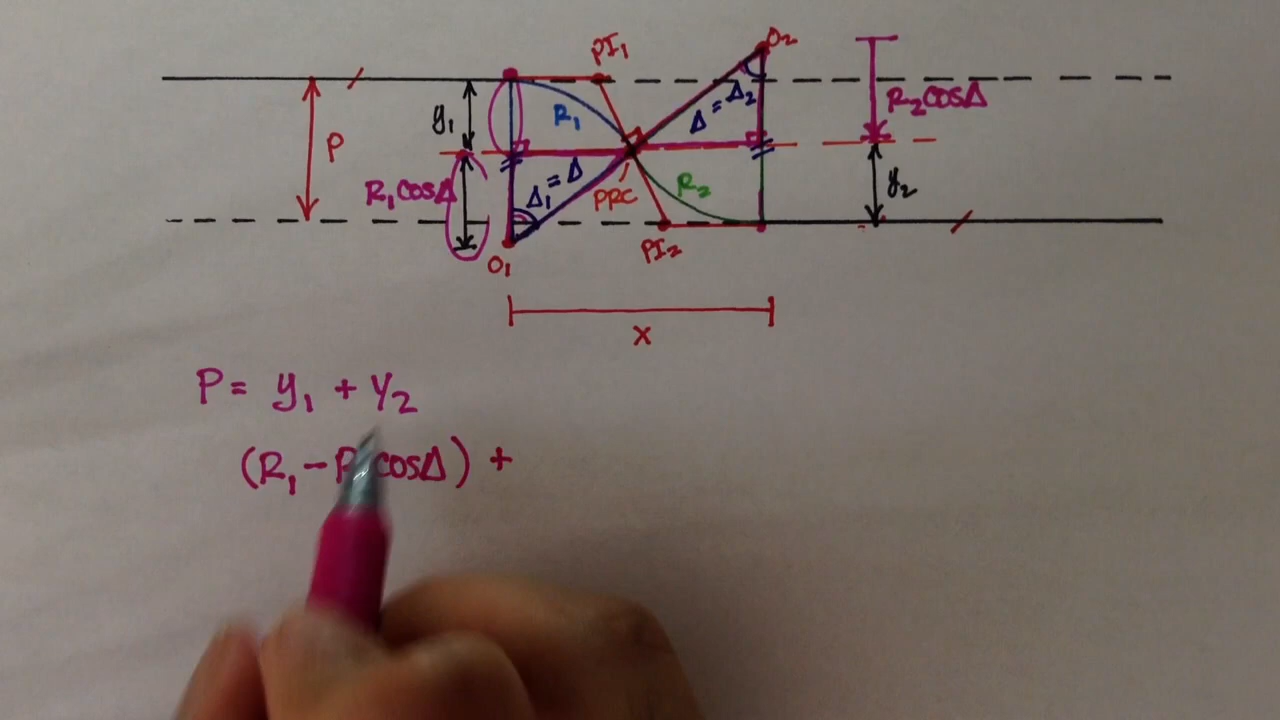 PI₁
O₂
P
y₁
R₁
Δ = Δ₂
R₂cosΔ
R₁cosΔ
Δ₁ = Δ
PRC
R₂
y₂
O₁
PI₂
x
P = y₁ + y₂
(R₁ - R cosΔ) +